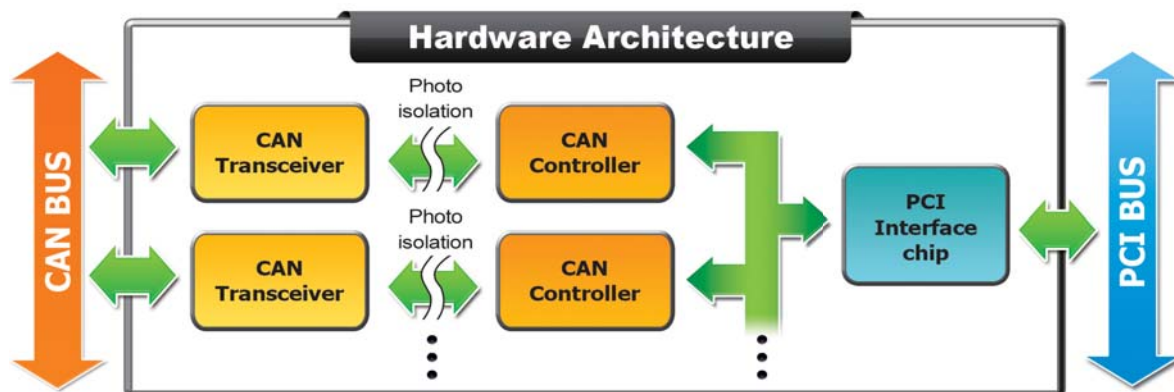 Hardware Architecture
CAN BUS
Photo
isolation
CAN
Transceiver
CAN
Controller
Photo
isolation
CAN
Transceiver
CAN
Controller
PCI
Interface
chip
PCI BUS